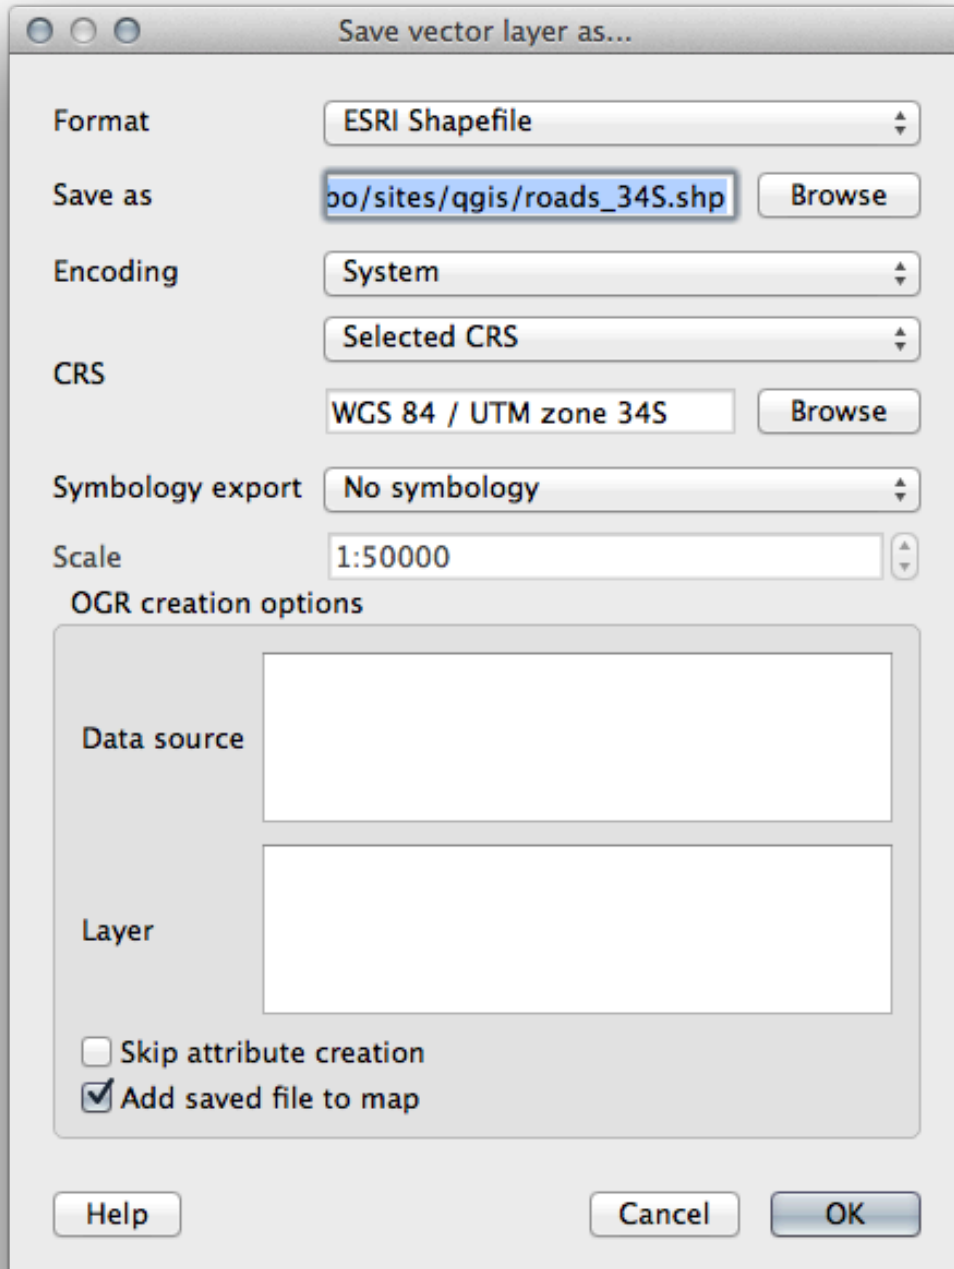 Save vector layer as...
Format ESRI Shapefile
Save as bo/sites/qgis/roads_34S.shp Browse
Encoding System
Selected CRS
CRS
WGS 84 / UTM zone 34S Browse
Symbology export No symbology
Scale 1:50000
OGR creation options
Data source
Layer
Skip attribute creation
Add saved file to map
Help Cancel OK